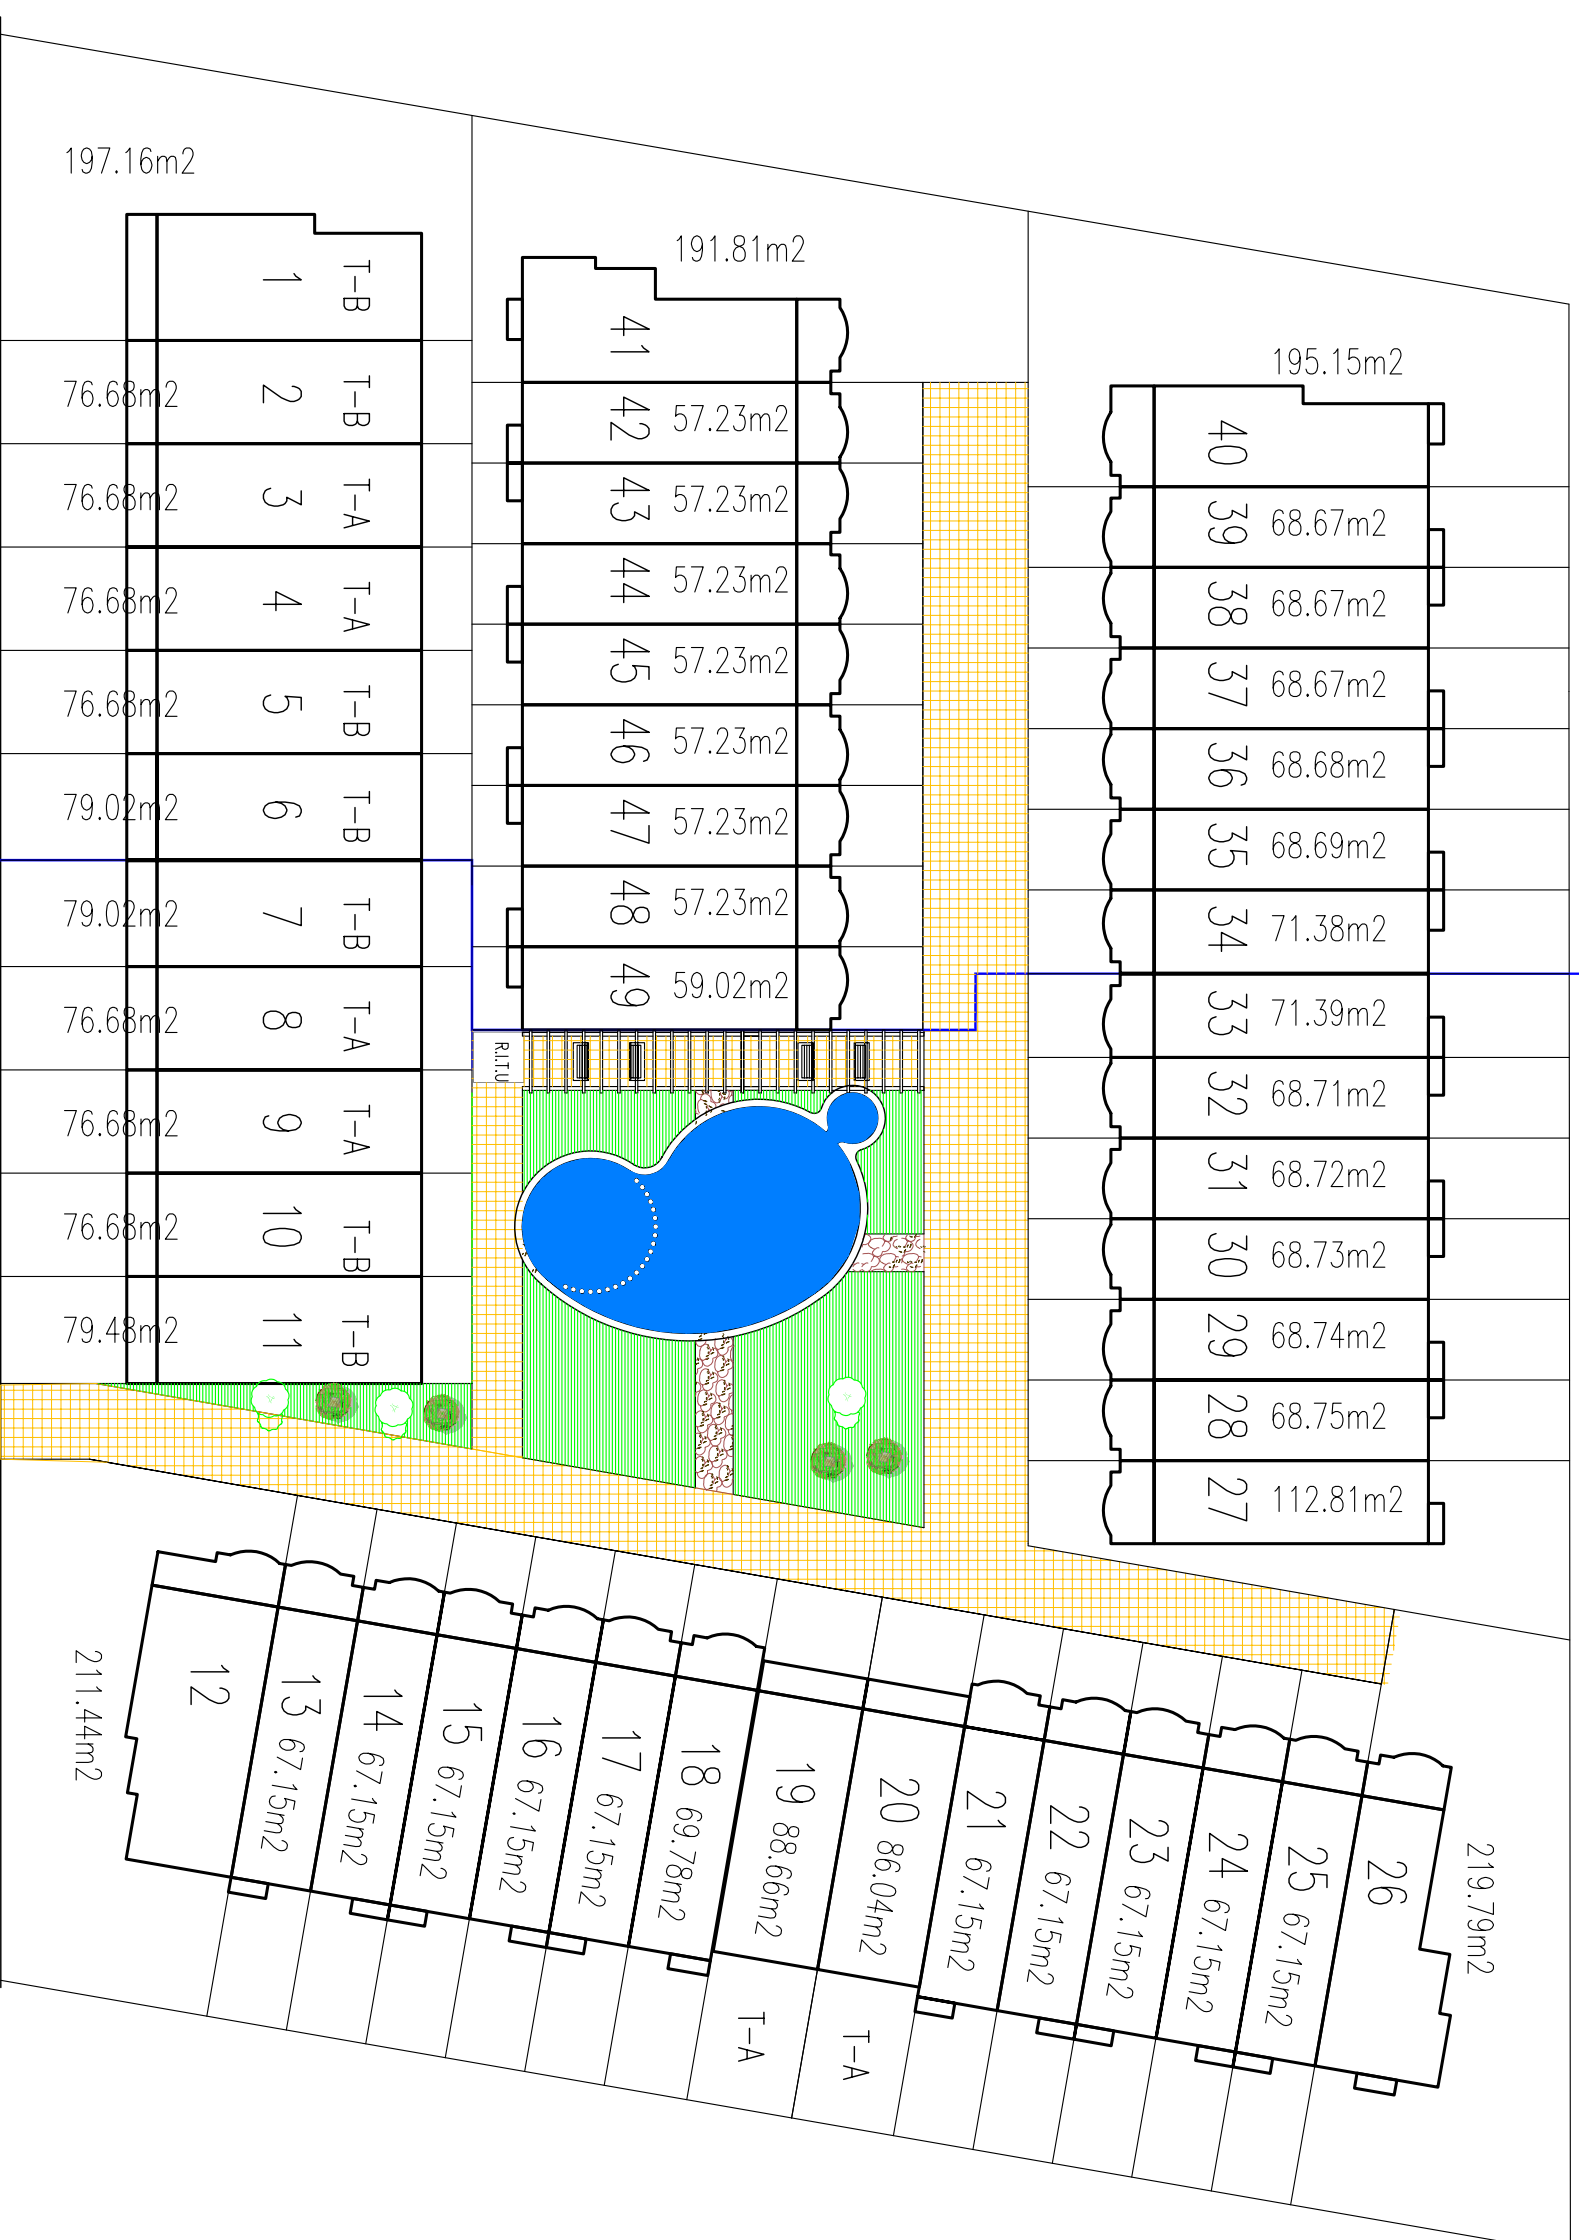 197.16m2
1 T-B
76.68m2 2 T-B
76.68m2 3 T-A
76.68m2 4 T-A
76.68m2 5 T-B
79.02m2 6 T-B
79.02m2 7 T-B
76.68m2 8 T-A
76.68m2 9 T-A
76.68m2 10 T-B
79.48m2 11 T-B
191.81m2
41
42 57.23m2
43 57.23m2
44 57.23m2
45 57.23m2
46 57.23m2
47 57.23m2
48 57.23m2
49 59.02m2
R.I.T.U
195.15m2
40
39 68.67m2
38 68.67m2
37 68.67m2
36 68.68m2
35 68.69m2
34 71.38m2
33 71.39m2
32 68.71m2
31 68.72m2
30 68.73m2
29 68.74m2
28 68.75m2
27 112.81m2
211.44m2
12
13 67.15m2
14 67.15m2
15 67.15m2
16 67.15m2
17 67.15m2
18 69.78m2
19 88.66m2
T-A
20 86.04m2
T-A
21 67.15m2
22 67.15m2
23 67.15m2
24 67.15m2
25 67.15m2
26
219.79m2